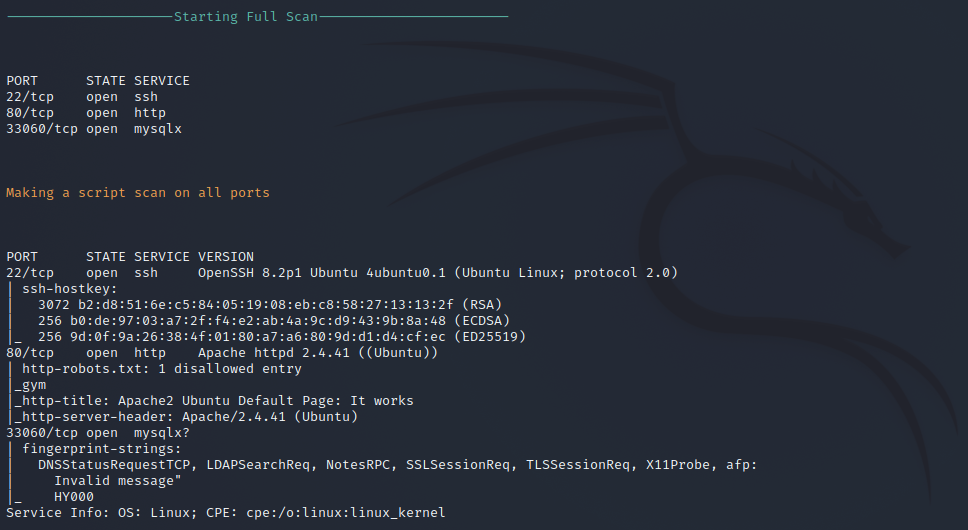 Starting Full Scan
PORT      STATE SERVICE
22/tcp    open  ssh
80/tcp    open  http
33060/tcp open  mysqlx
Making a script scan on all ports
PORT      STATE SERVICE VERSION
22/tcp    open  ssh     OpenSSH 8.2p1 Ubuntu 4ubuntu0.1 (Ubuntu Linux; protocol 2.0)
| ssh-hostkey:
|   3072 b2:d8:51:6e:c5:84:05:19:08:eb:c8:58:27:13:13:2f (RSA)
|   256 b0:de:97:03:a7:2f:f4:e2:ab:4a:9c:d9:43:9b:8a:48 (ECDSA)
|_  256 9d:0f:9a:26:38:4f:01:80:a7:a6:80:9d:d1:d4:cf:ec (ED25519)
80/tcp    open  http    Apache httpd 2.4.41 ((Ubuntu))
| http-robots.txt: 1 disallowed entry
|_gym
|_http-title: Apache2 Ubuntu Default Page: It works
|_http-server-header: Apache/2.4.41 (Ubuntu)
33060/tcp open  mysqlx?
| fingerprint-strings:
|   DNSStatusRequestTCP, LDAPSearchReq, NotesRPC, SSLSessionReq, TLSSessionReq, X11Probe, afp:
|     Invalid message"
|_    HY000
Service Info: OS: Linux; CPE: cpe:/o:linux:linux_kernel